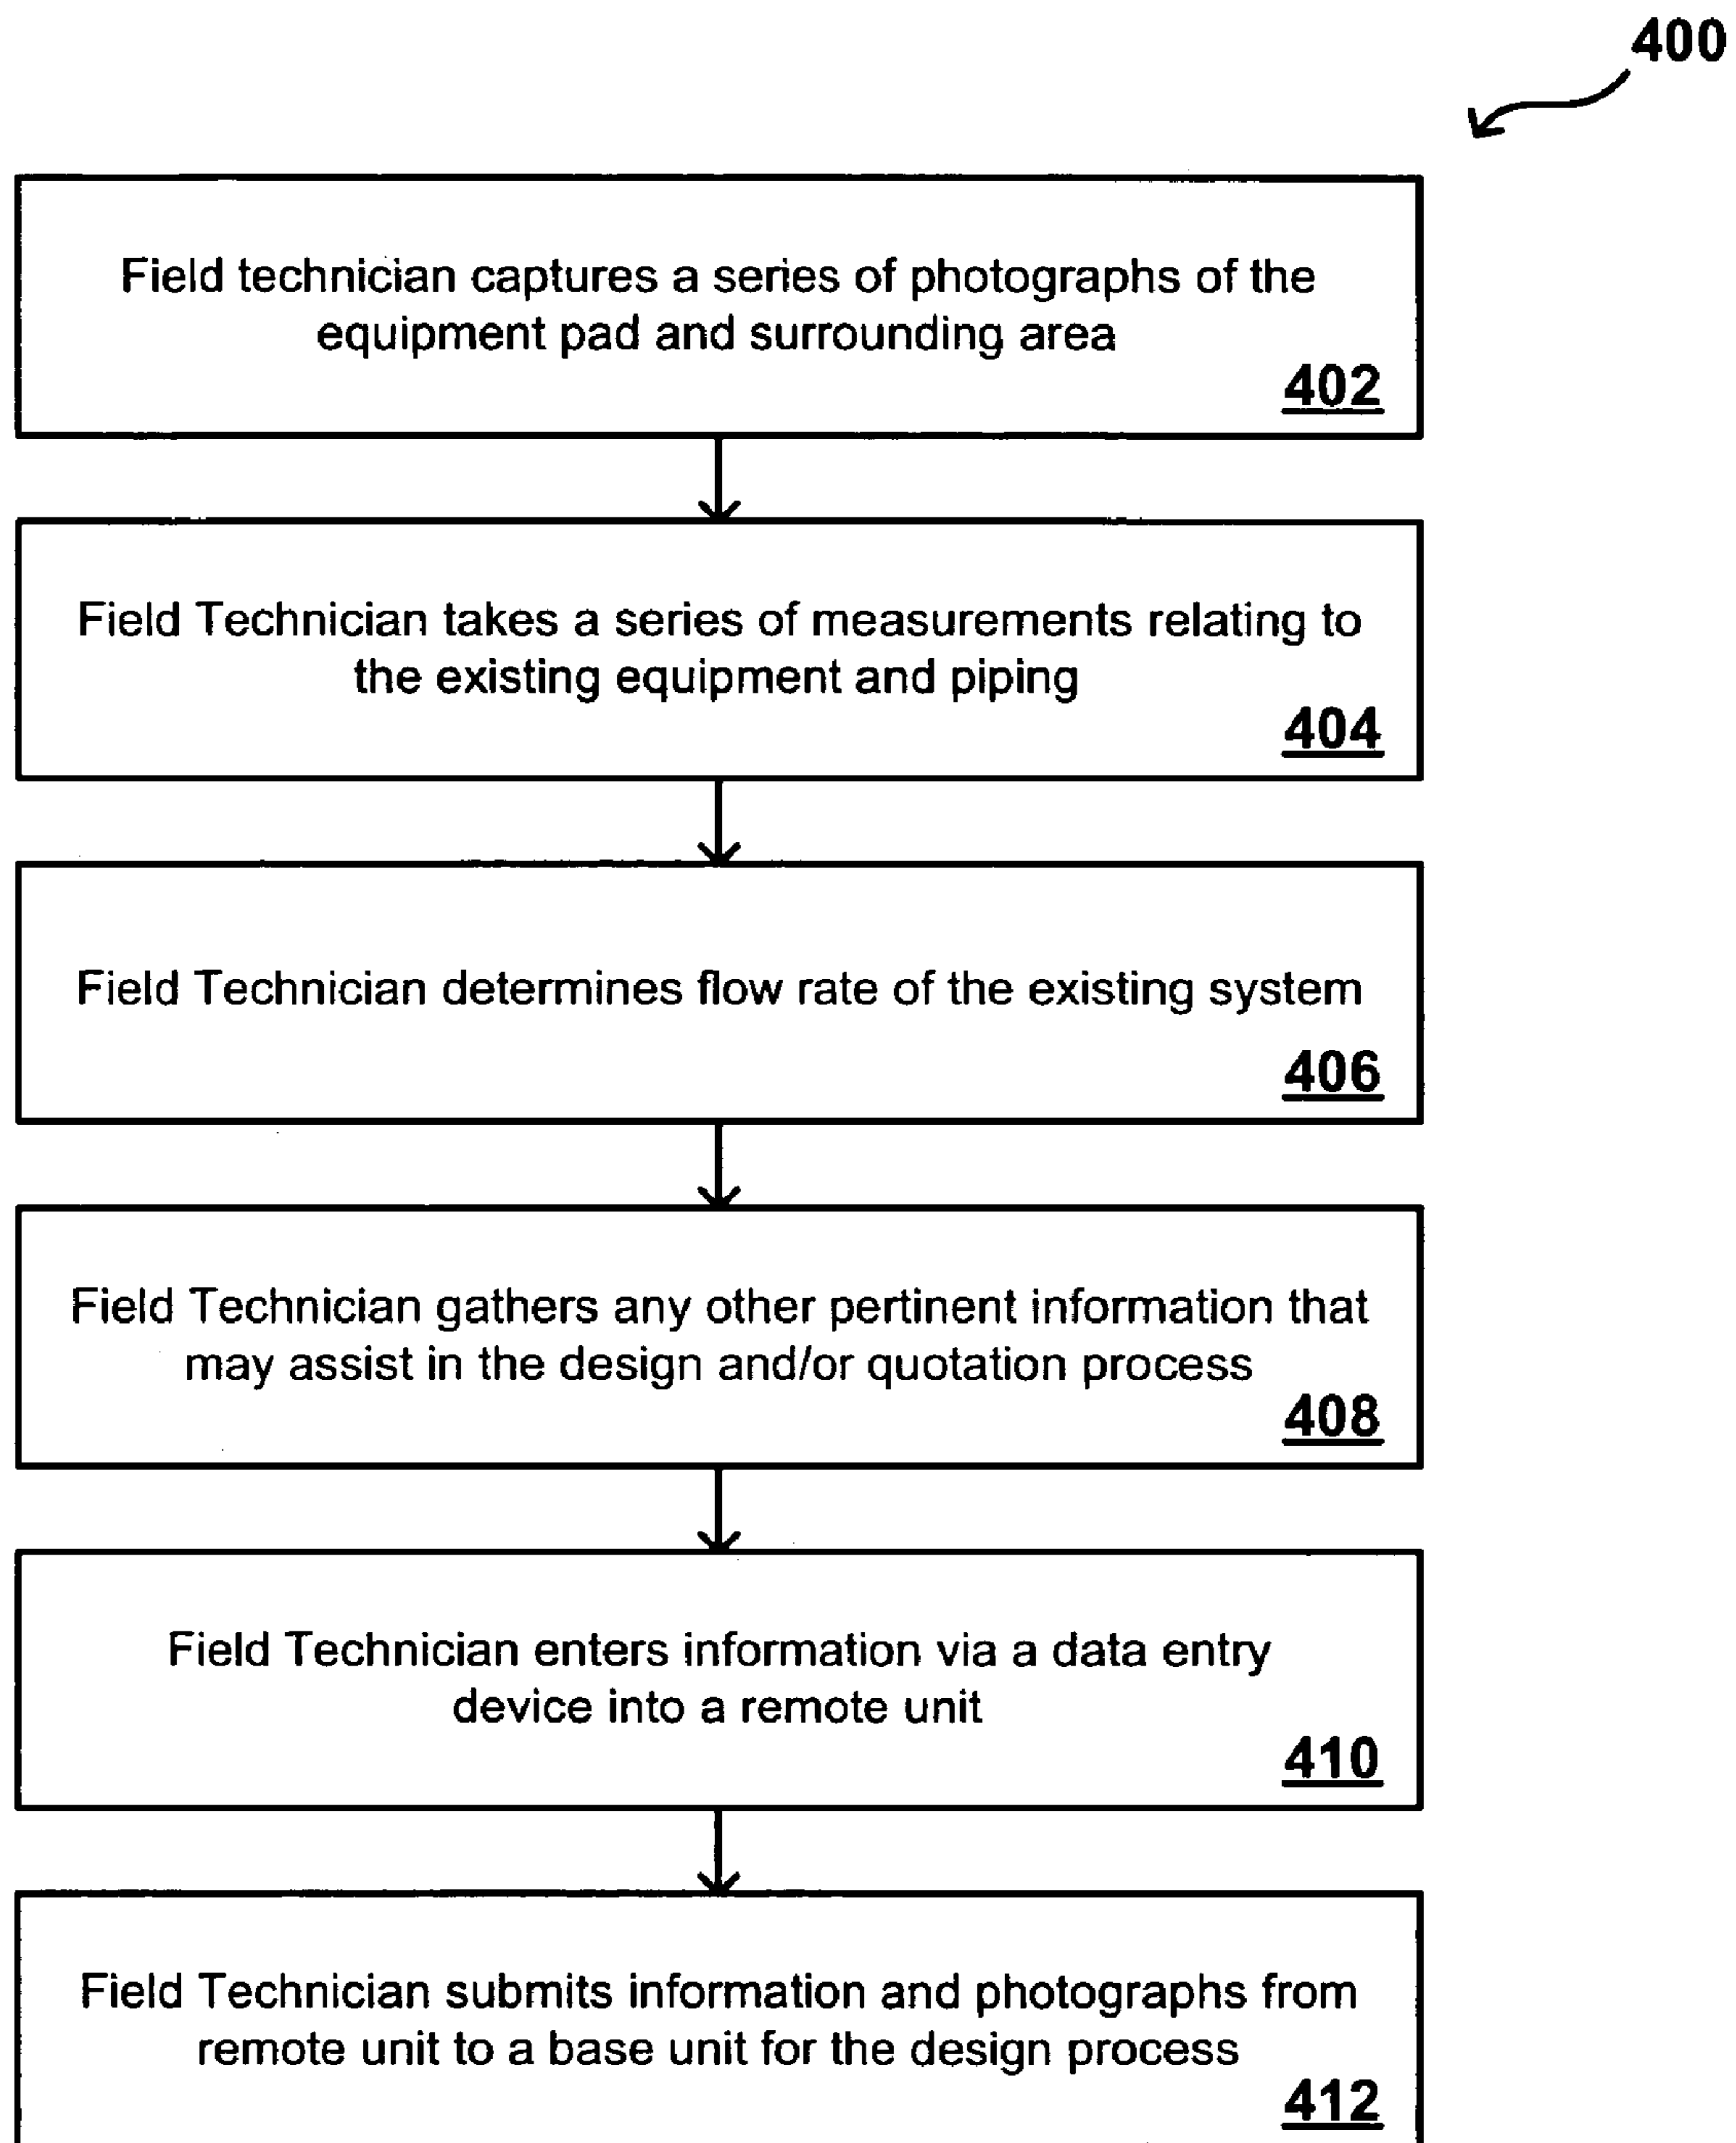 400
Field technician captures a series of photographs of the
equipment pad and surrounding area
402
Field Technician takes a series of measurements relating to
the existing equipment and piping
404
Field Technician determines flow rate of the existing system
406
Field Technician gathers any other pertinent information that
may assist in the design and/or quotation process
408
Field Technician enters information via a data entry
device into a remote unit
410
Field Technician submits information and photographs from
remote unit to a base unit for the design process
412